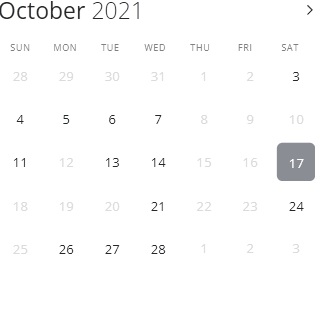 October 2021
SUN MON TUE WED THU FRI SAT
28 29 30 31 1 2 3
4 5 6 7 8 9 10
11 12 13 14 15 16 17
18 19 20 21 22 23 24
25 26 27 28 1 2 3